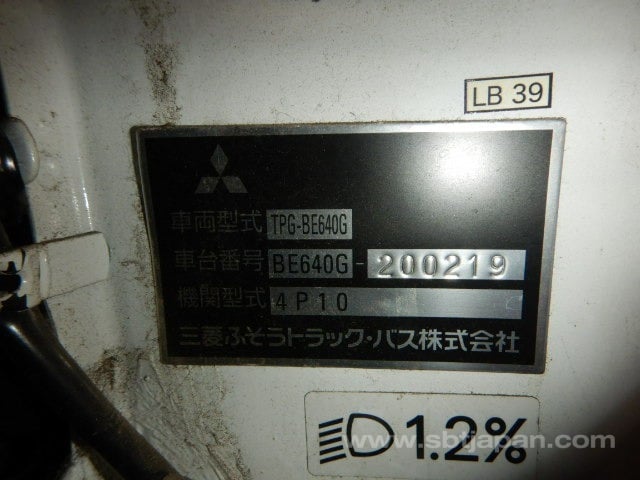 LB 39
車両型式 TPG-BE640G
車台番号 BE640G-200219
機関型式 4P10
三菱ふそうトラック・バス株式会社
1.2%
www.sbtjapan.com